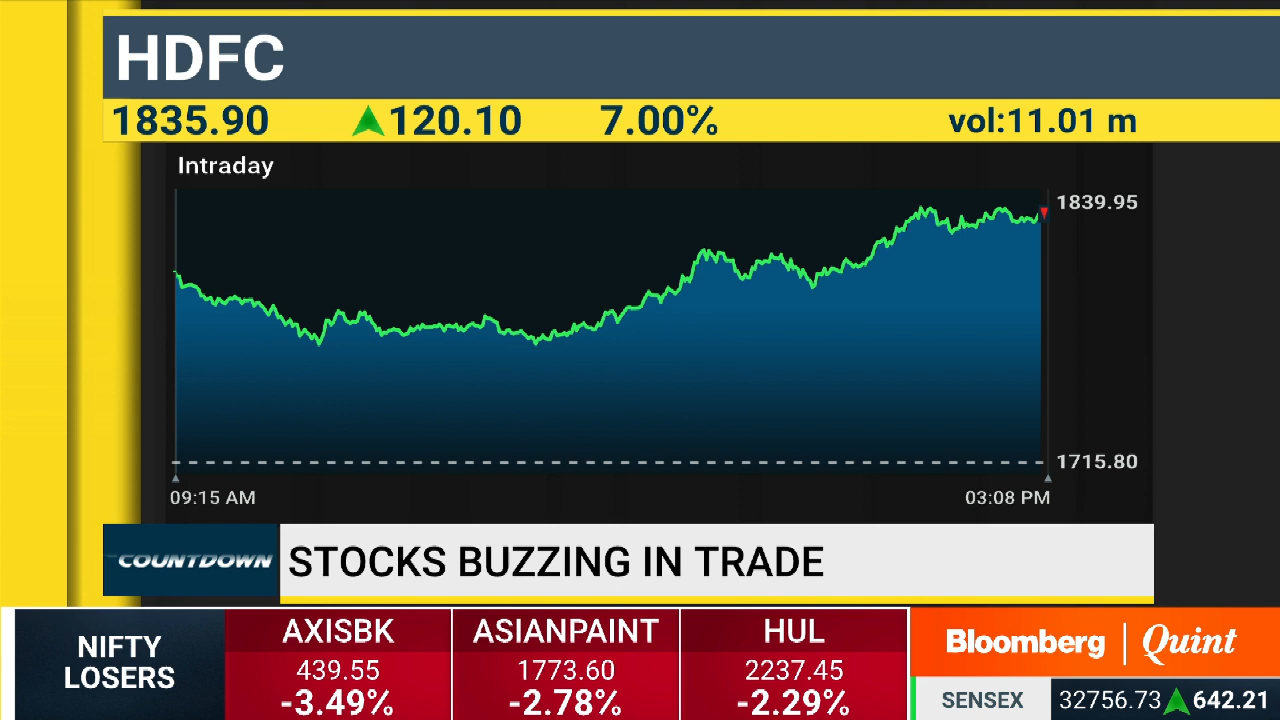 HDFC
1835.90 120.10 7.00% vol:11.01 m
Intraday
1839.95
1715.80
09:15 AM 03:08 PM
COUNTDOWN STOCKS BUZZING IN TRADE
NIFTY LOSERS
AXISBK
439.55
-3.49%
ASIANPAINT
1773.60
-2.78%
HUL
2237.45
-2.29%
Bloomberg | Quint
SENSEX 32756.73 642.21